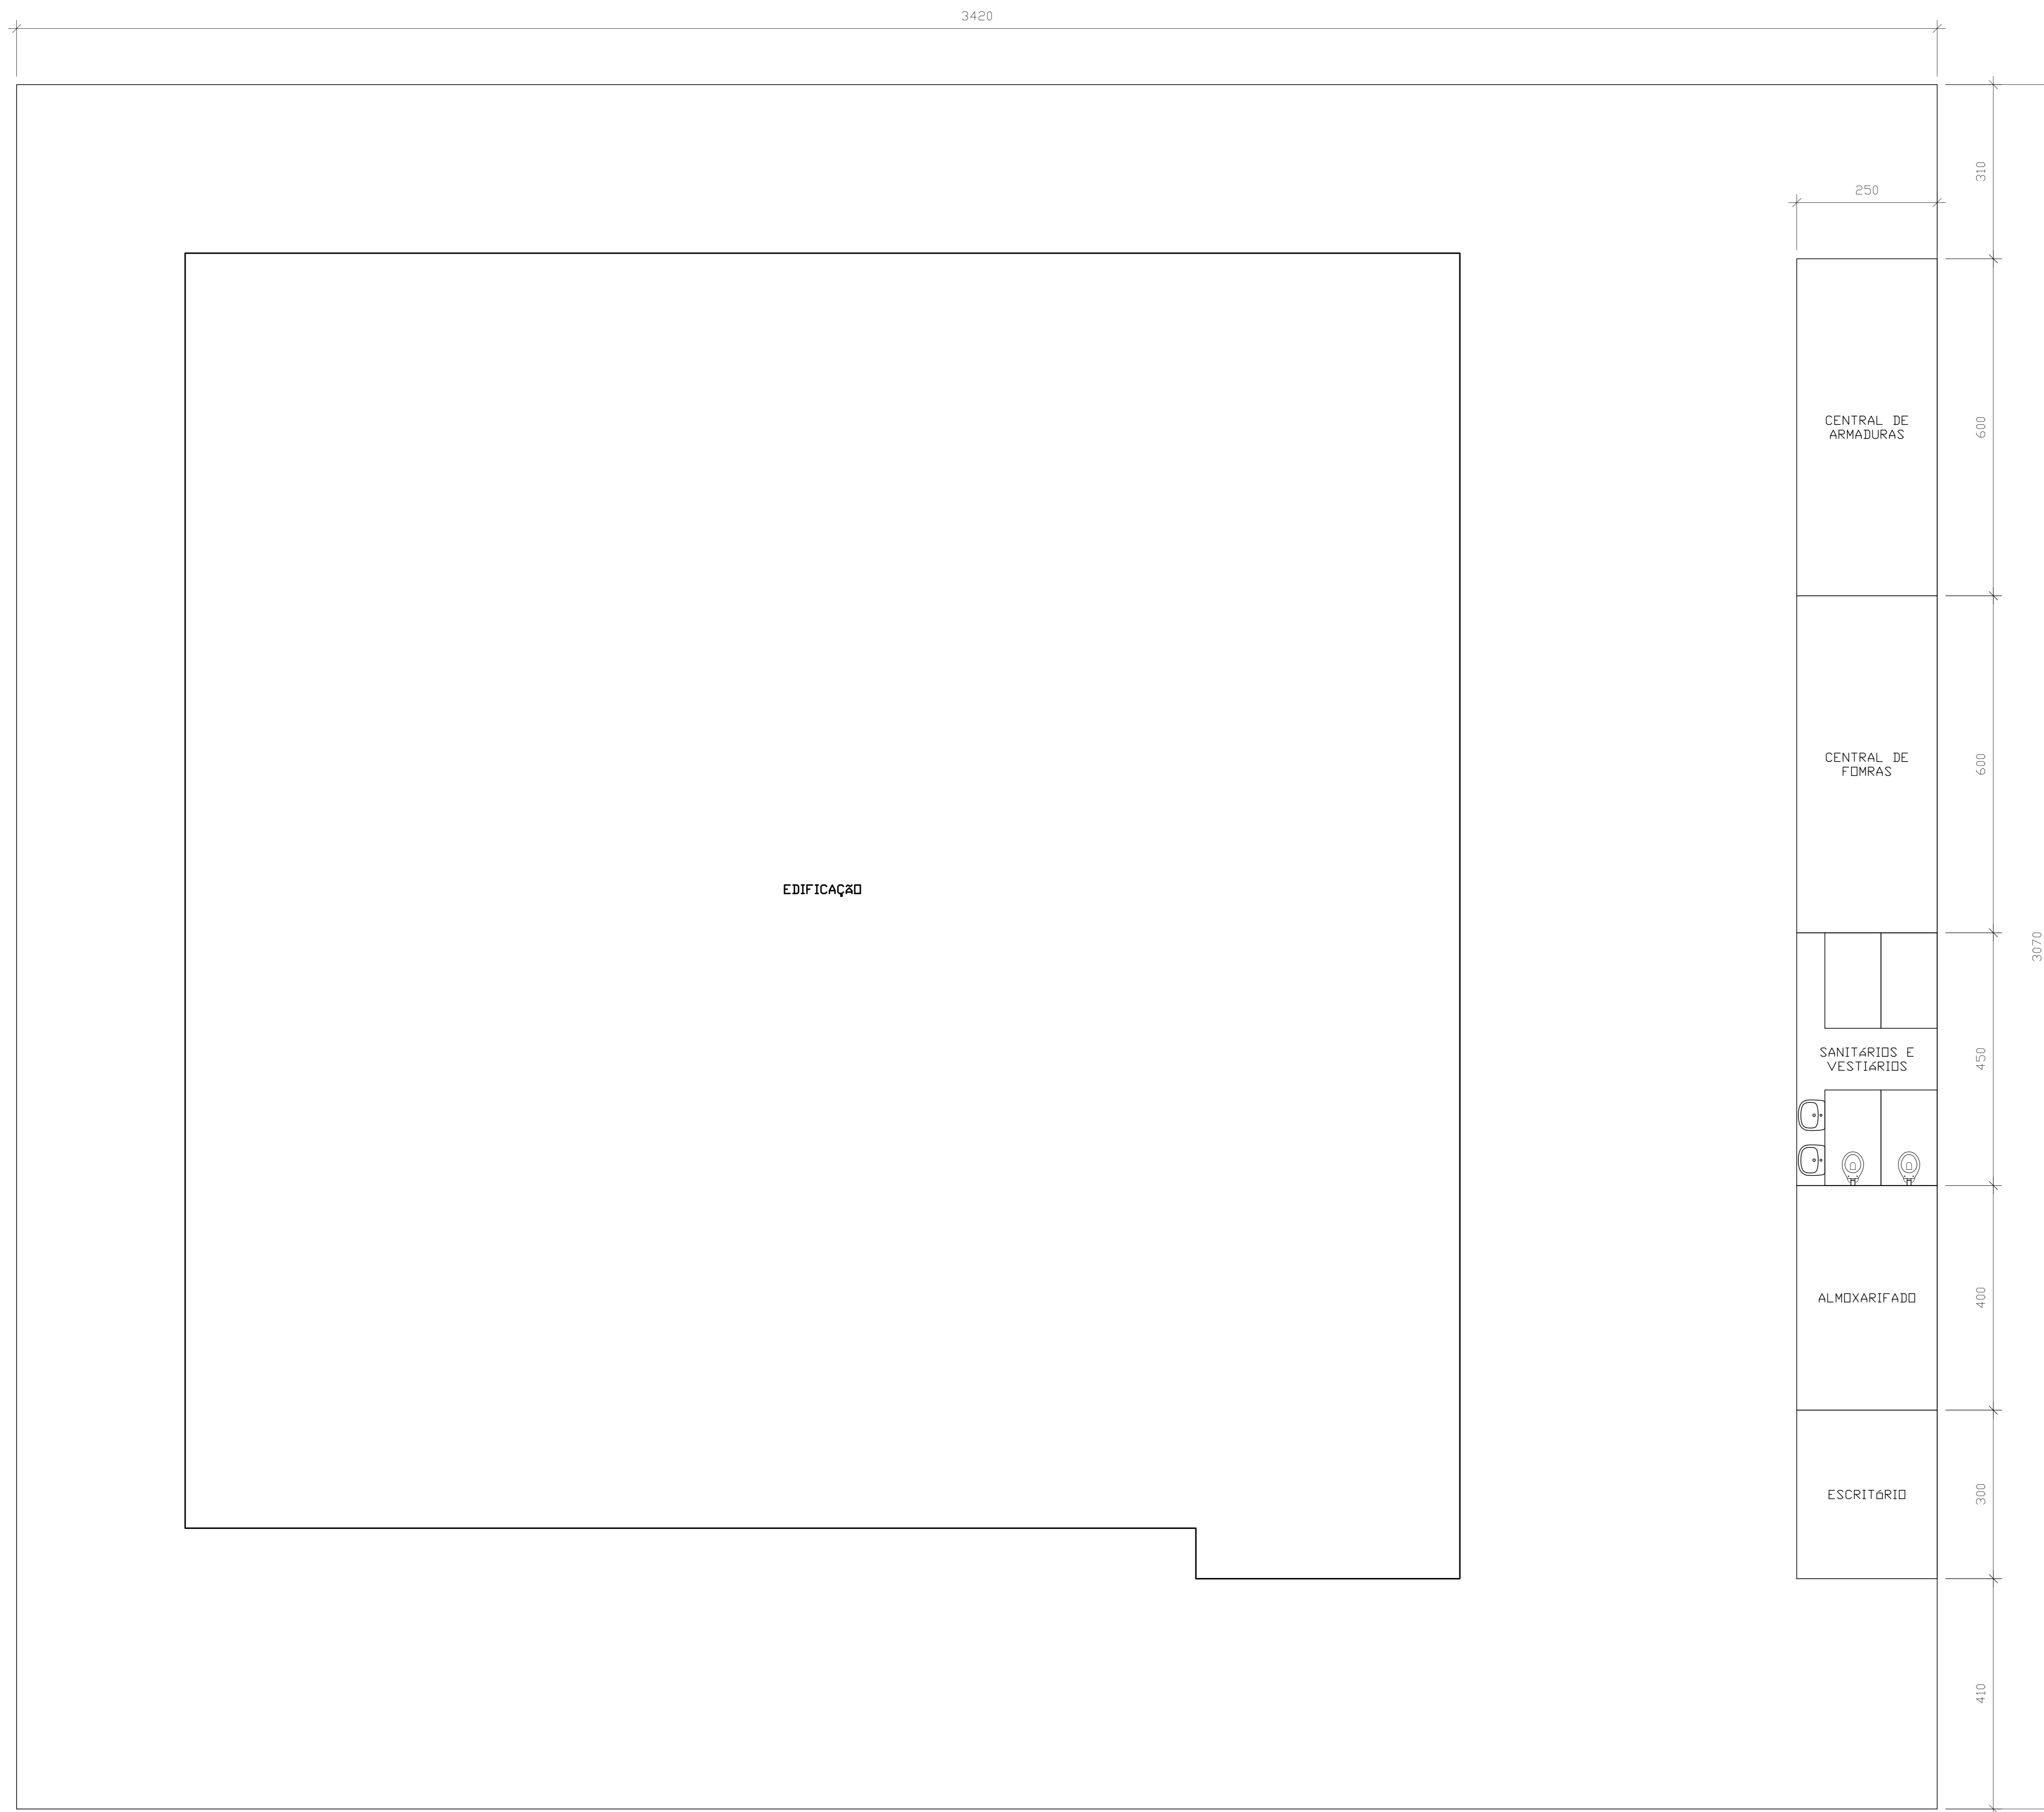 3420
310
250
CENTRAL DE
ARMADURAS
600
CENTRAL DE
FOMRAS
600
EDIFICAÇÃO
3070
SANITÁRIOS E
VESTIÁRIOS
450
ALMOXARIFADO
400
ESCRITÓRIO
300
410